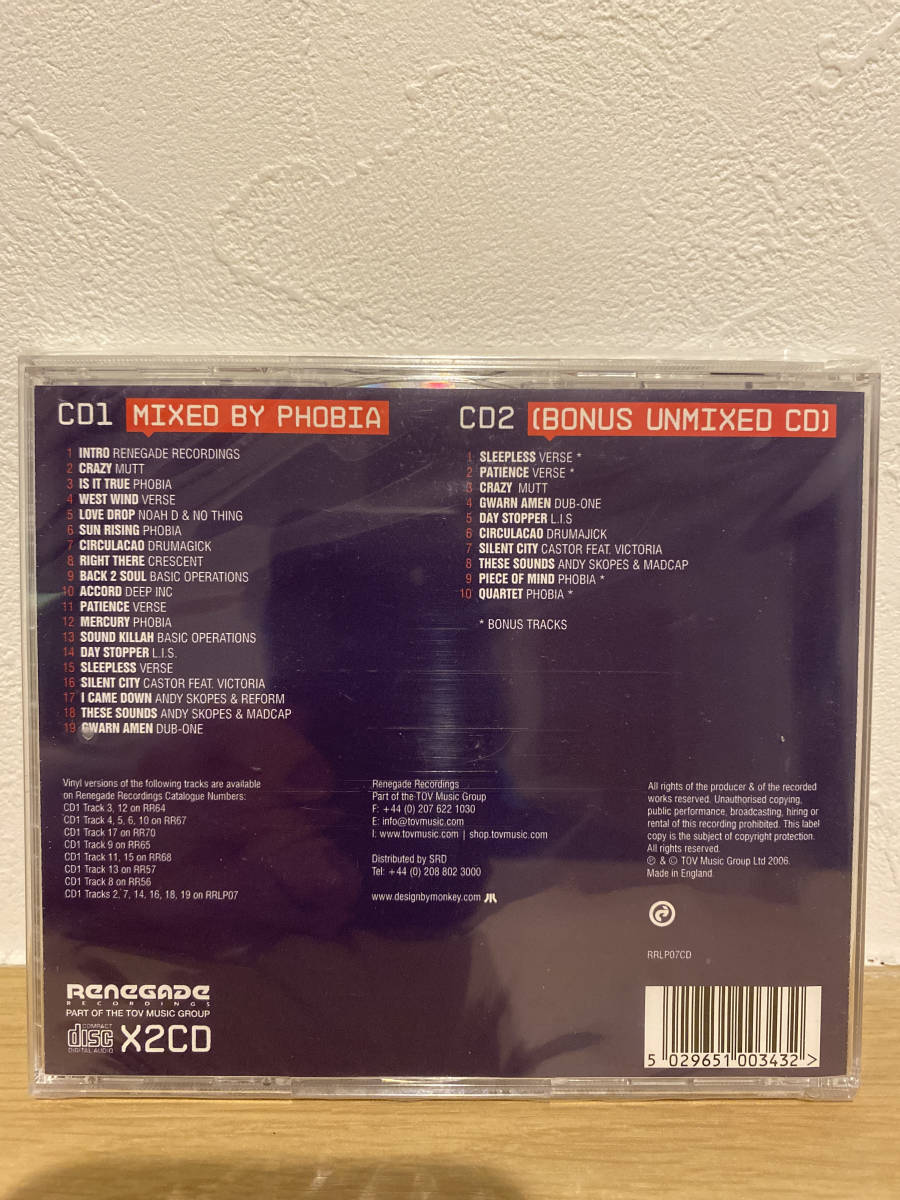 CD1 MIXED BY PHOBIA
1 INTRO RENEGADE RECORDINGS
2 CRAZY MUTT
3 IS IT TRUE PHOBIA
4 WEST WIND VERSE
5 LOVE DROP NOAH D & NO THING
6 SUN RISING PHOBIA
7 CIRCULACAO DRUMAGICK
8 RIGHT THERE CRESCENT
9 BACK 2 SOUL BASIC OPERATIONS
10 ACCORD DEEP INC
11 PATIENCE VERSE
12 MERCURY PHOBIA
13 SOUND KILLAH BASIC OPERATIONS
14 DAY STOPPER L.I.S.
15 SLEEPLESS VERSE
16 SILENT CITY CASTOR FEAT. VICTORIA
17 I CAME DOWN ANDY SKOPES & REFORM
18 THESE SOUNDS ANDY SKOPES & MADCAP
19 GWARN AMEN DUB-ONE
CD2 (BONUS UNMIXED CD)
1 SLEEPLESS VERSE *
2 PATIENCE VERSE *
3 CRAZY MUTT
4 GWARN AMEN DUB-ONE
5 DAY STOPPER L.I.S
6 CIRCULACAO DRUMAJICK
7 SILENT CITY CASTOR FEAT. VICTORIA
8 THESE SOUNDS ANDY SKOPES & MADCAP
9 PIECE OF MIND PHOBIA *
10 QUARTET PHOBIA *
* BONUS TRACKS
Vinyl versions of the following tracks are available
on Renegade Recordings Catalogue Numbers:
CD1 Track 3, 12 on RR64
CD1 Track 4, 5, 6, 10 on RR67
CD1 Track 17 on RR70
CD1 Track 9 on RR65
CD1 Track 11, 15 on RR68
CD1 Track 13 on RR57
CD1 Track 8 on RR56
CD1 Tracks 2, 7, 14, 16, 18, 19 on RRLP07
Renegade Recordings
Part of the TOV Music Group
F: +44 (0) 207 622 1030
E: info@tovmusic.com
I: www.tovmusic.com | shop.tovmusic.com
Distributed by SRD
Tel: +44 (0) 208 802 3000
www.designbymonkey.com
All rights of the producer & of the recorded
works reserved. Unauthorised copying,
public performance, broadcasting, hiring or
rental of this recording prohibited. This label
copy is the subject of copyright protection.
All rights reserved.
℗ & © TOV Music Group Ltd 2006.
Made in England.
RRLP07CD
RENEGADE
RECORDINGS
PART OF THE TOV MUSIC GROUP
COMPACT
disc
DIGITAL AUDIO
X2CD
5 029651 003432 >